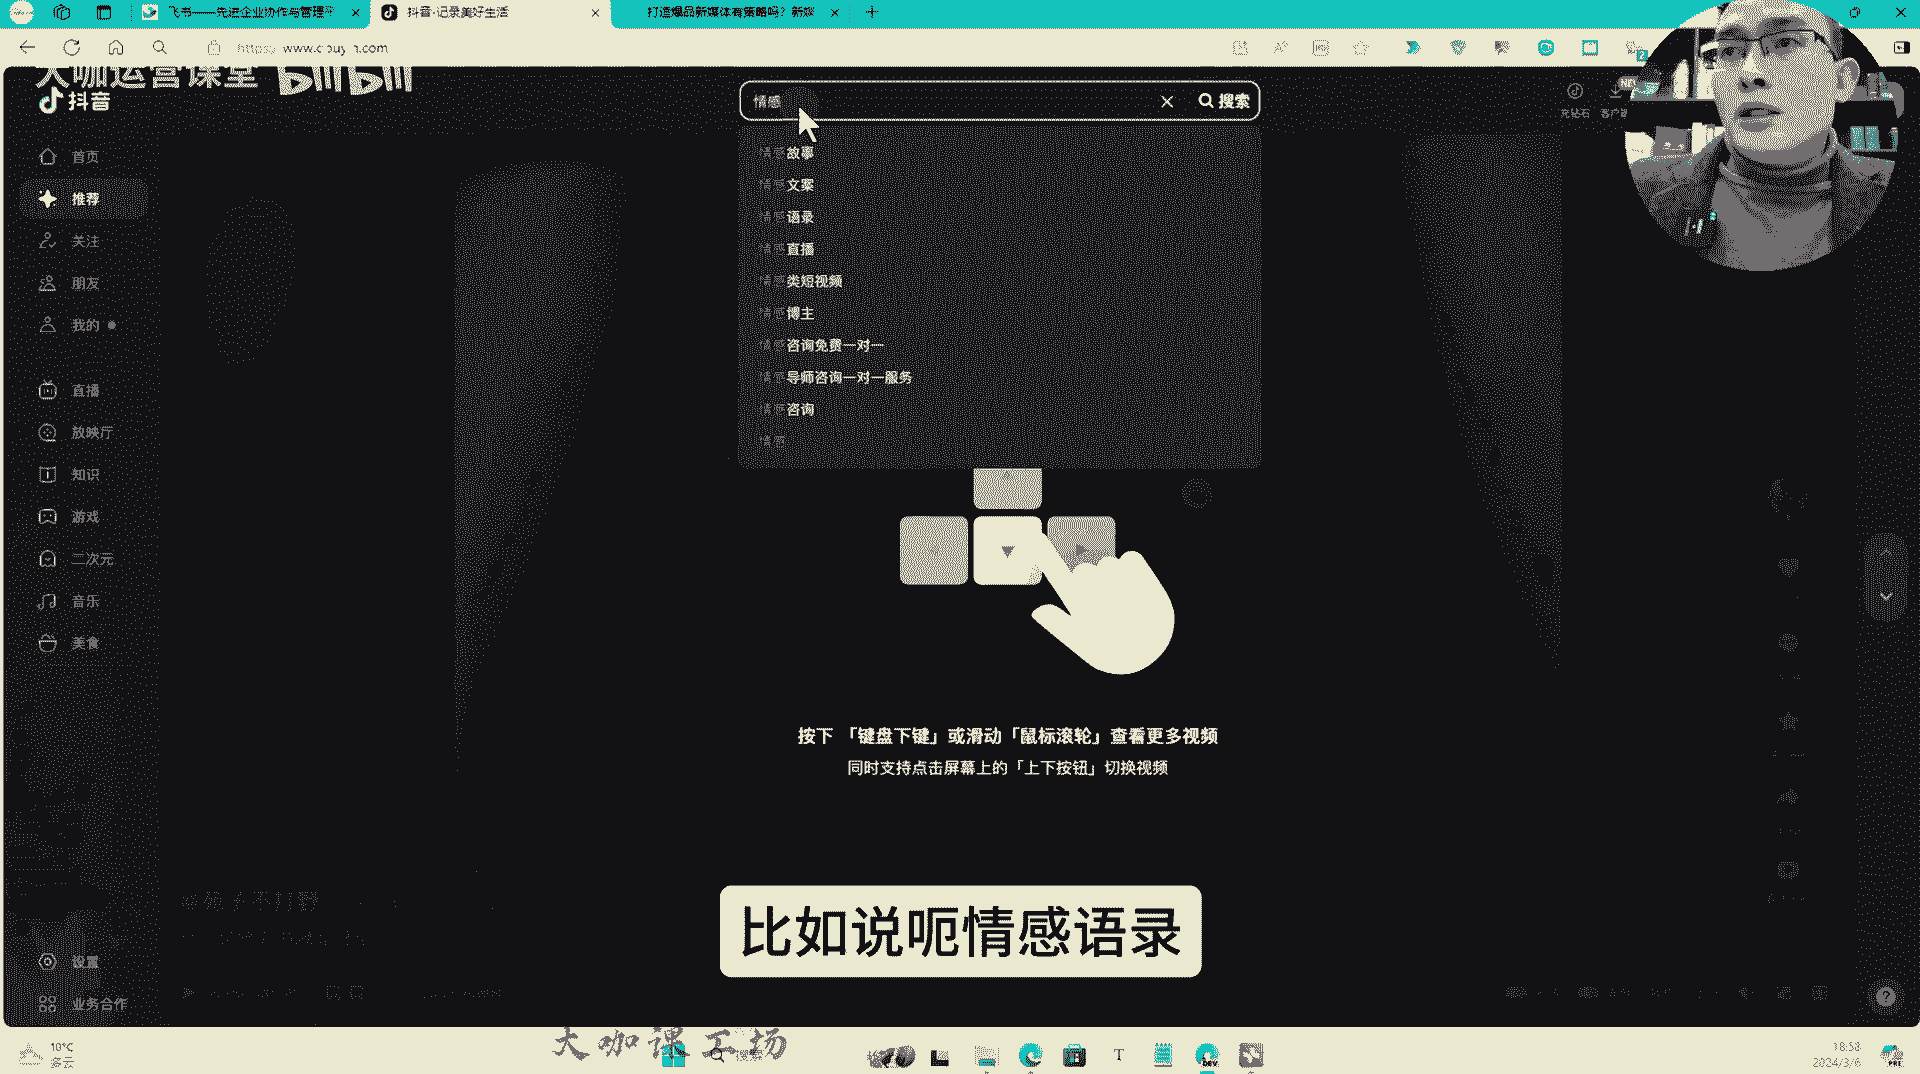 飞书——先进企业协作与管理平
抖音-记录美好生活
打造爆品新媒体有策略吗？新媒
https://www.douyin.com
大咖运营课堂 bilibili
抖音
情感
搜索
充钻石
客户端
首页
推荐
关注
朋友
我的
直播
放映厅
知识
游戏
二次元
音乐
美食
设置
业务合作
情感故事
情感文案
情感语录
情感直播
情感类短视频
情感博主
情感咨询免费一对一
情感导师咨询一对一服务
情感咨询
情感
按下「键盘下键」或滑动「鼠标滚轮」查看更多视频
同时支持点击屏幕上的「上下按钮」切换视频
比如说呃情感语录
大咖课工场
10°C
多云
搜索
18:58
2024/3/6